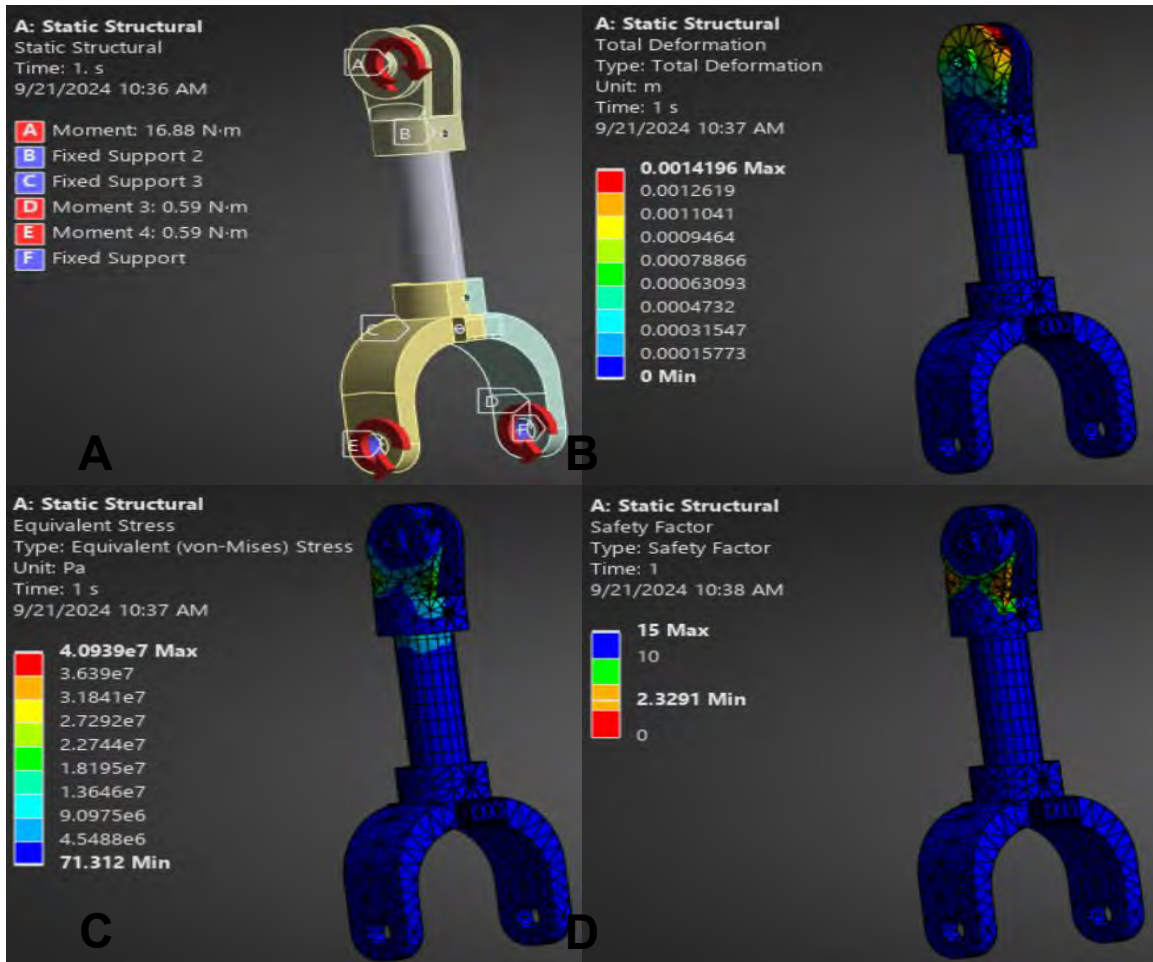 A: Static Structural
Static Structural
Time: 1. s
9/21/2024 10:36 AM
A Moment: 16.88 N·m
B Fixed Support 2
C Fixed Support 3
D Moment 3: 0.59 N·m
E Moment 4: 0.59 N·m
F Fixed Support
A
B
C
D
E
F
A
A: Static Structural
Total Deformation
Type: Total Deformation
Unit: m
Time: 1 s
9/21/2024 10:37 AM
0.0014196 Max
0.0012619
0.0011041
0.0009464
0.00078866
0.00063093
0.0004732
0.00031547
0.00015773
0 Min
B
A: Static Structural
Equivalent Stress
Type: Equivalent (von-Mises) Stress
Unit: Pa
Time: 1 s
9/21/2024 10:37 AM
4.0939e7 Max
3.639e7
3.1841e7
2.7292e7
2.2744e7
1.8195e7
1.3646e7
9.0975e6
4.5488e6
71.312 Min
C
A: Static Structural
Safety Factor
Type: Safety Factor
Time: 1
9/21/2024 10:38 AM
15 Max
10
2.3291 Min
0
D